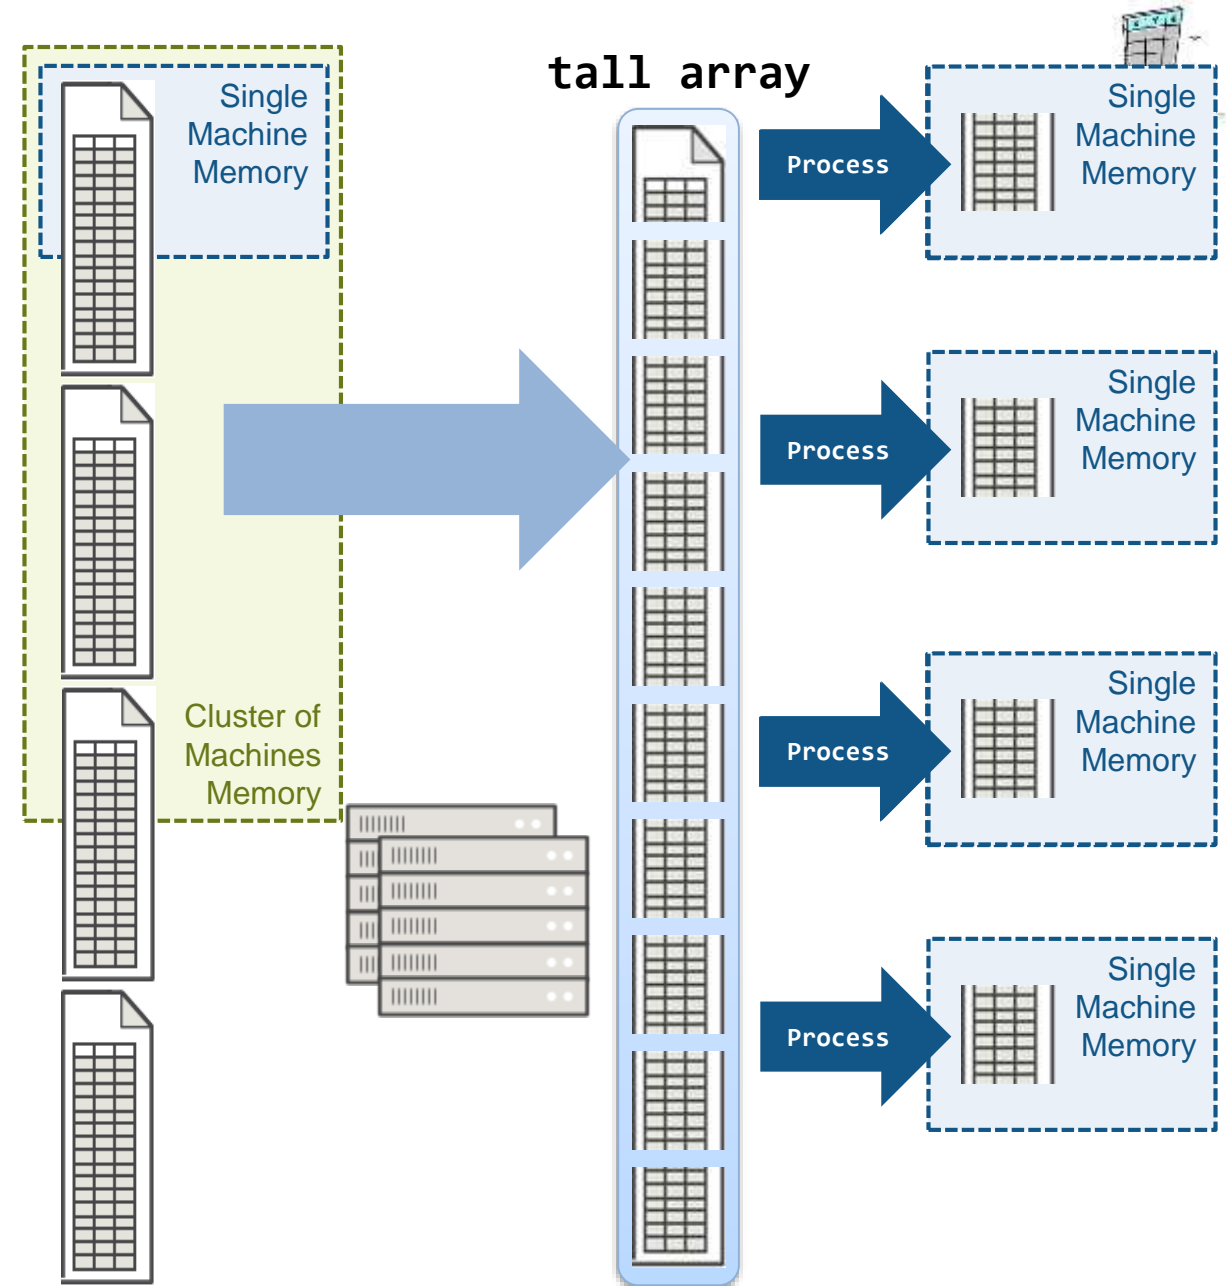 tall array
Single
Machine
Memory
Cluster of
Machines
Memory
Process
Single
Machine
Memory
Process
Single
Machine
Memory
Process
Single
Machine
Memory
Process
Single
Machine
Memory